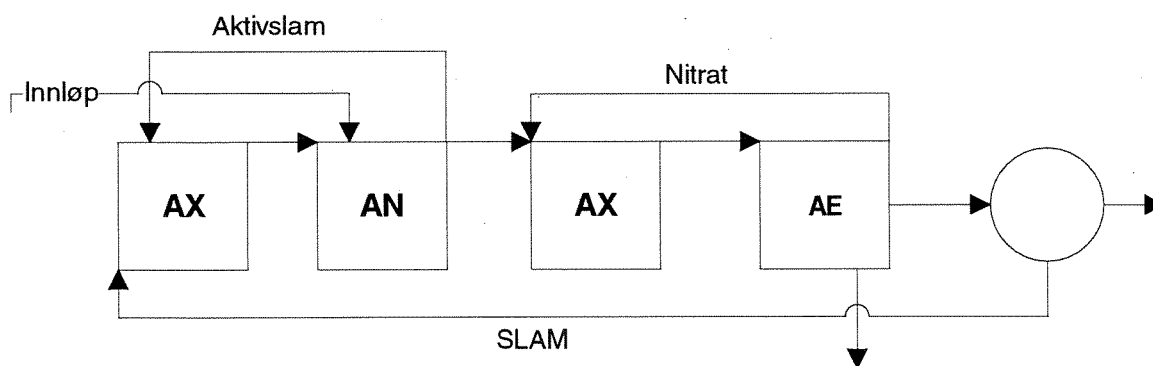 Aktivslam
Innløp
Nitrat
AX
AN
AX
AE
SLAM